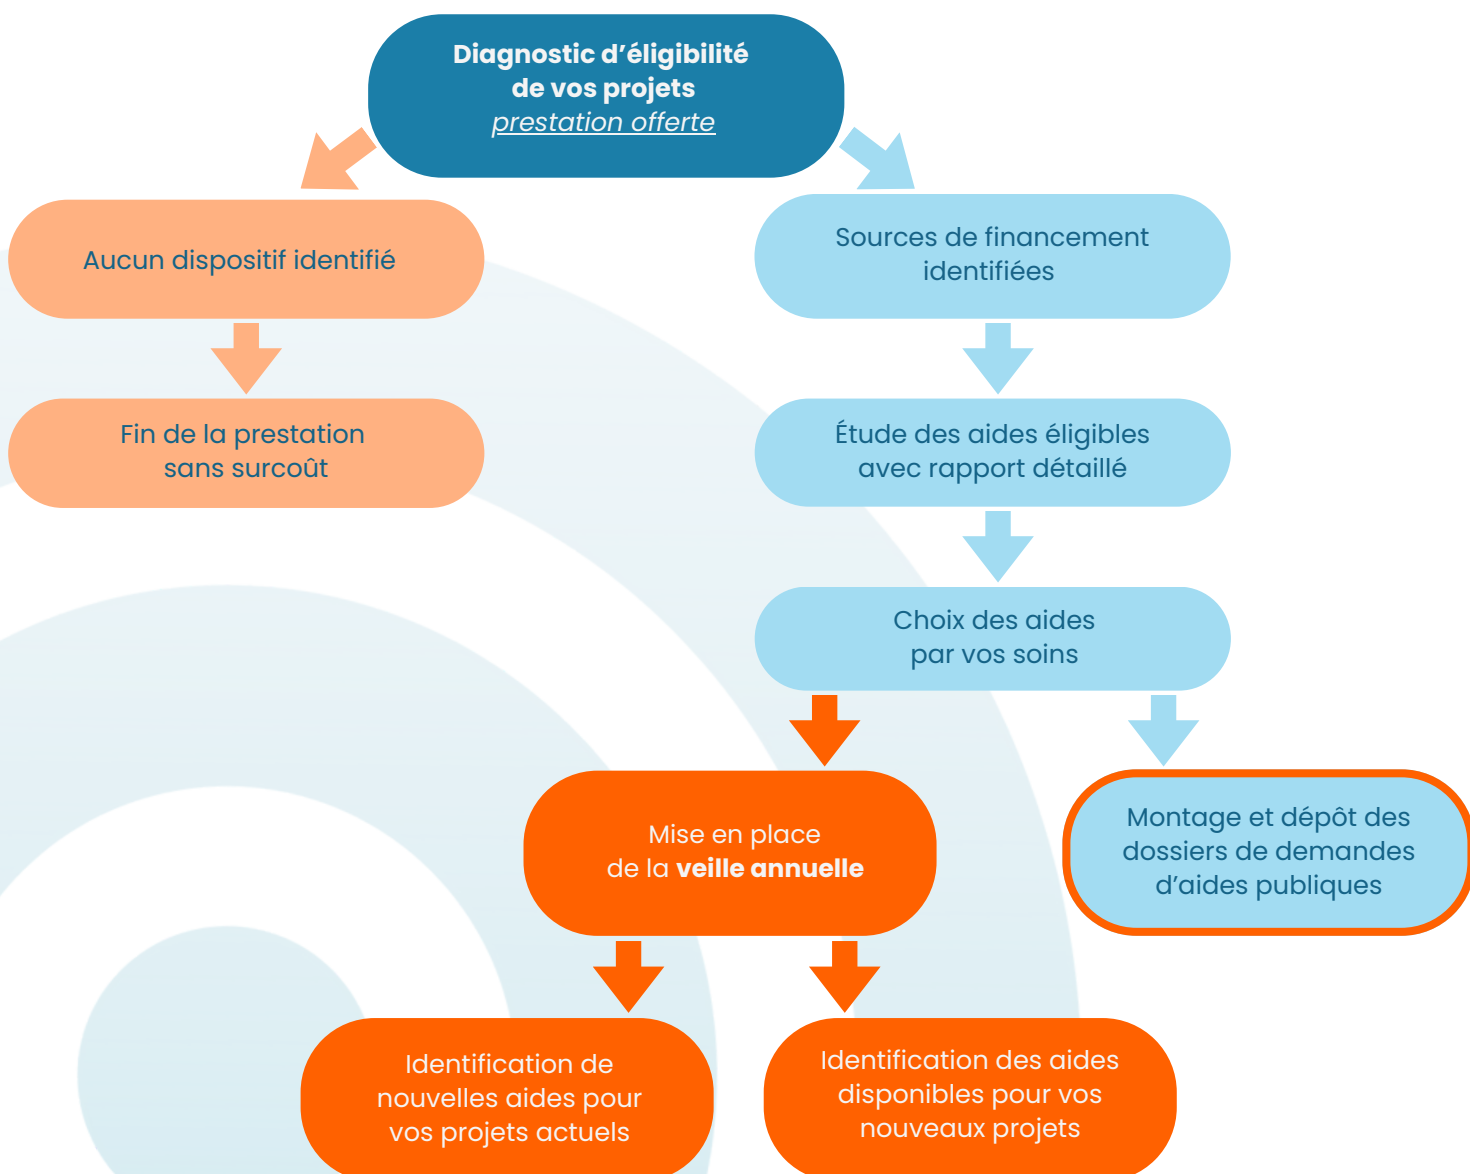 Diagnostic d’éligibilité
de vos projets
prestation offerte
Aucun dispositif identifié
Sources de financement
identifiées
Fin de la prestation
sans surcoût
Étude des aides éligibles
avec rapport détaillé
Choix des aides
par vos soins
Mise en place
de la veille annuelle
Montage et dépôt des
dossiers de demandes
d’aides publiques
Identification de
nouvelles aides pour
vos projets actuels
Identification des aides
disponibles pour vos
nouveaux projets